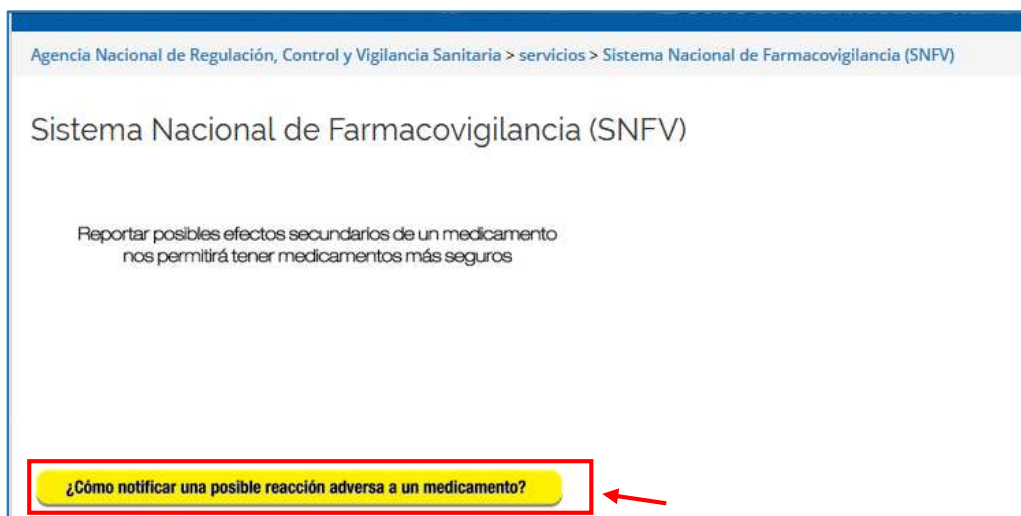 Agencia Nacional de Regulación, Control y Vigilancia Sanitaria > servicios > Sistema Nacional de Farmacovigilancia (SNFV)
Sistema Nacional de Farmacovigilancia (SNFV)
Reportar posibles efectos secundarios de un medicamento
nos permitirá tener medicamentos más seguros
¿Cómo notificar una posible reacción adversa a un medicamento?